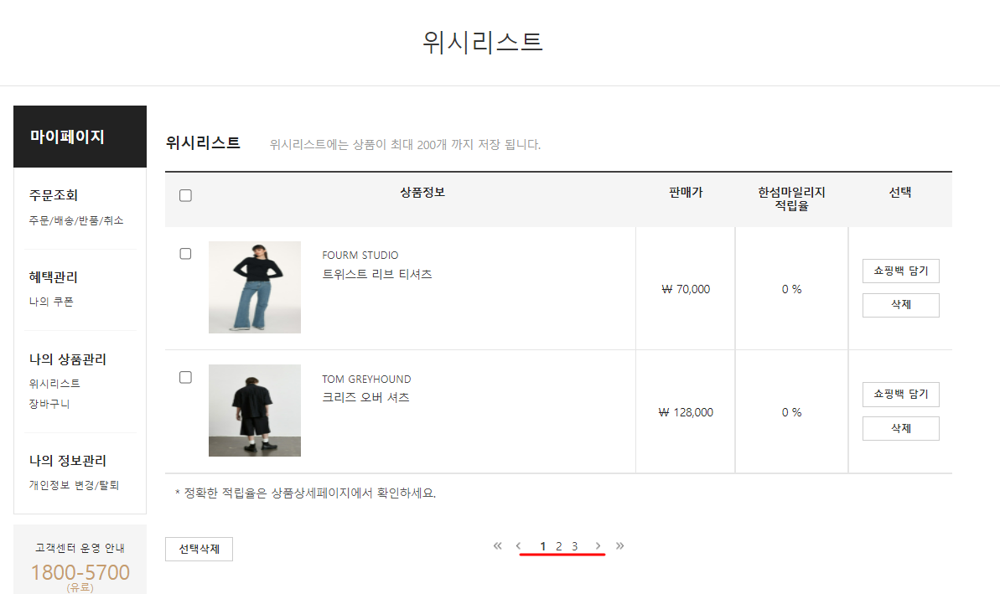 위시리스트
마이페이지
주문조회
주문/배송/반품/취소
혜택관리
나의 쿠폰
나의 상품관리
위시리스트
장바구니
나의 정보관리
개인정보 변경/탈퇴
고객센터 운영 안내
1800-5700
(유료)
위시리스트 위시리스트에는 상품이 최대 200개 까지 저장 됩니다.
상품정보 판매가 한섬마일리지 선택
적립율
FOURM STUDIO
트위스트 리브 티셔츠
₩ 70,000 0 %
쇼핑백 담기
삭제
TOM GREYHOUND
크리즈 오버 셔츠
₩ 128,000 0 %
쇼핑백 담기
삭제
* 정확한 적립율은 상품상세페이지에서 확인하세요.
선택삭제 « ‹ 1 2 3 › »